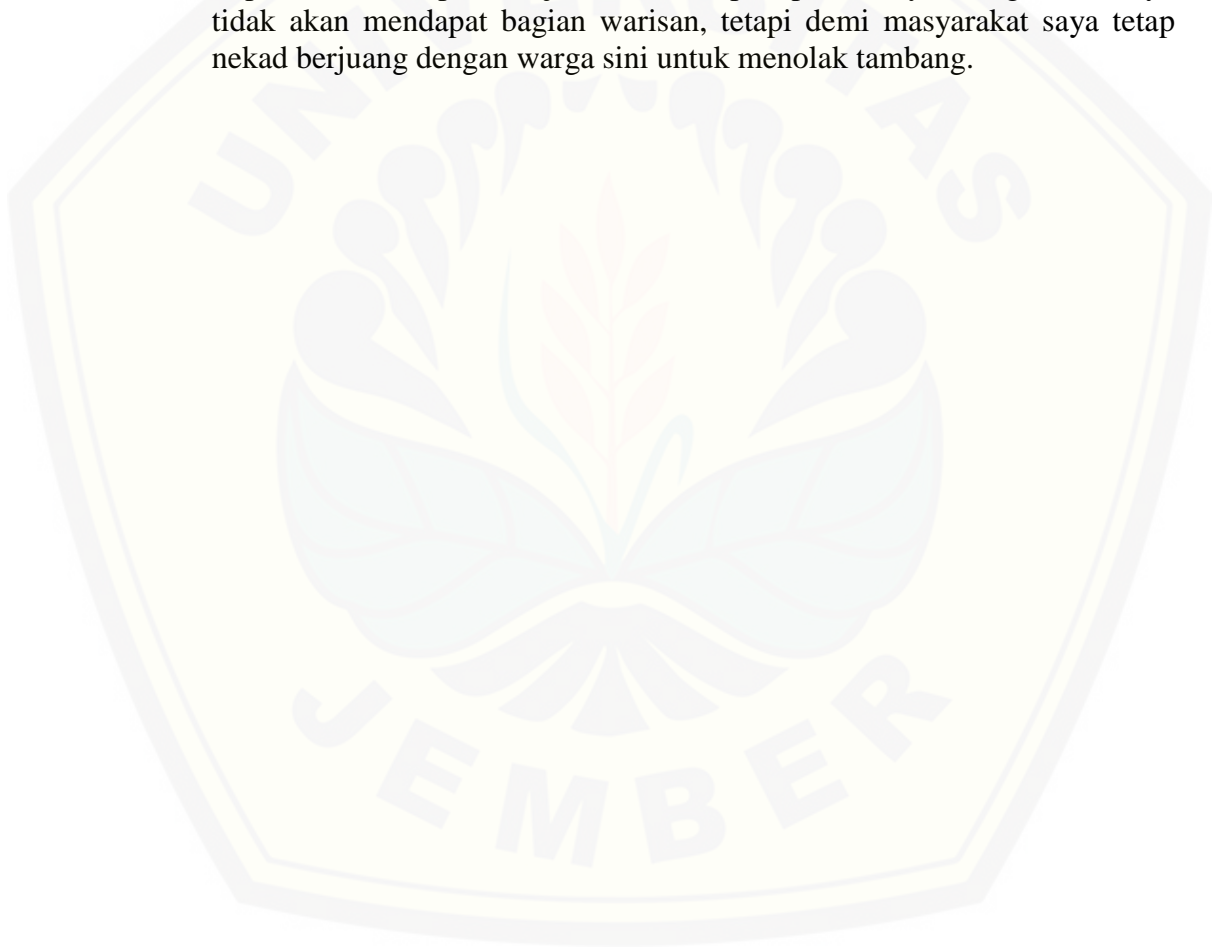 tidak akan mendapat bagian warisan, tetapi demi masyarakat saya tetap
nekad berjuang dengan warga sini untuk menolak tambang.
UNIVERSITAS
JEMBER